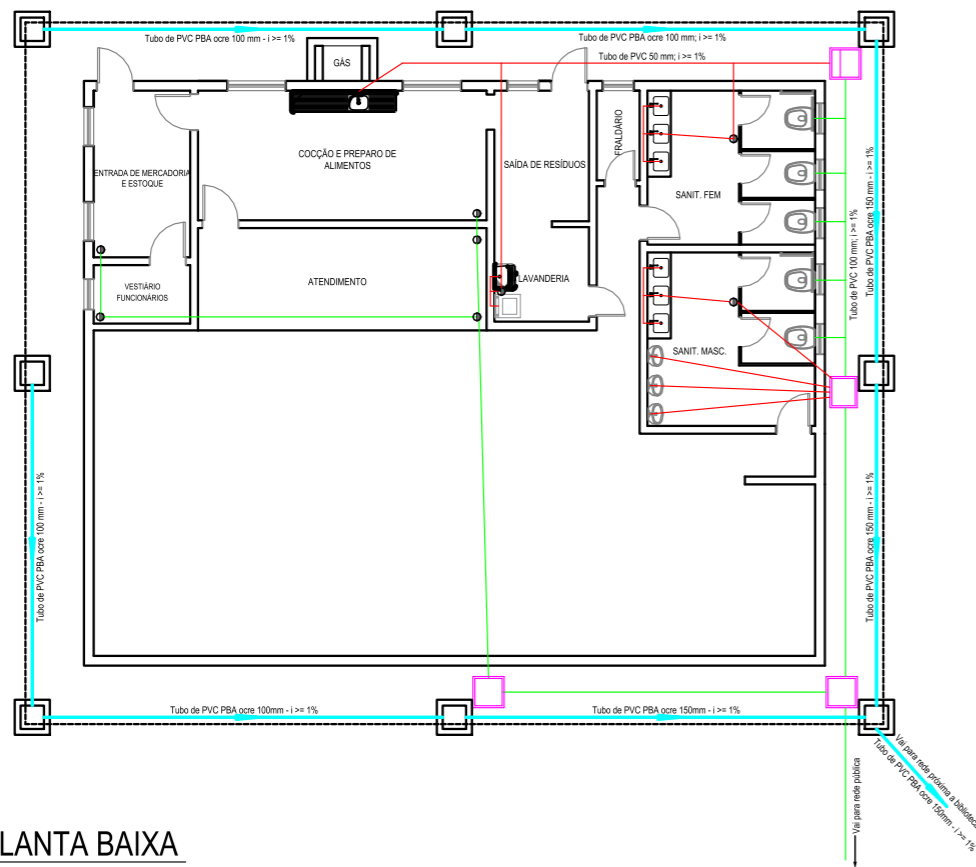 Tubo de PVC PBA ocre 100 mm - i >= 1%
Tubo de PVC PBA ocre 100 mm; i >= 1%
Tubo de PVC 50 mm; i >= 1%
GÁS
COCÇÃO E PREPARO DE
ALIMENTOS
ENTRADA DE MERCADORIA
E ESTOQUE
SAÍDA DE RESÍDUOS
FRALDÁRIO
SANIT. FEM
Tubo de PVC PBA ocre 150 mm - i >= 1%
Tubo de PVC 100 mm; i >= 1%
VESTIÁRIO
FUNCIONÁRIOS
ATENDIMENTO
LAVANDERIA
SANIT. MASC.
Tubo de PVC PBA ocre 100 mm - i >= 1%
Tubo de PVC PBA ocre 150 mm - i >= 1%
Tubo de PVC PBA ocre 100mm - i >= 1%
Tubo de PVC PBA ocre 150mm - i >= 1%
Vai para rede próxima a biblioteca
Tubo de PVC PBA ocre 150mm - i >= 1%
Vai para rede pública
LANTA BAIXA